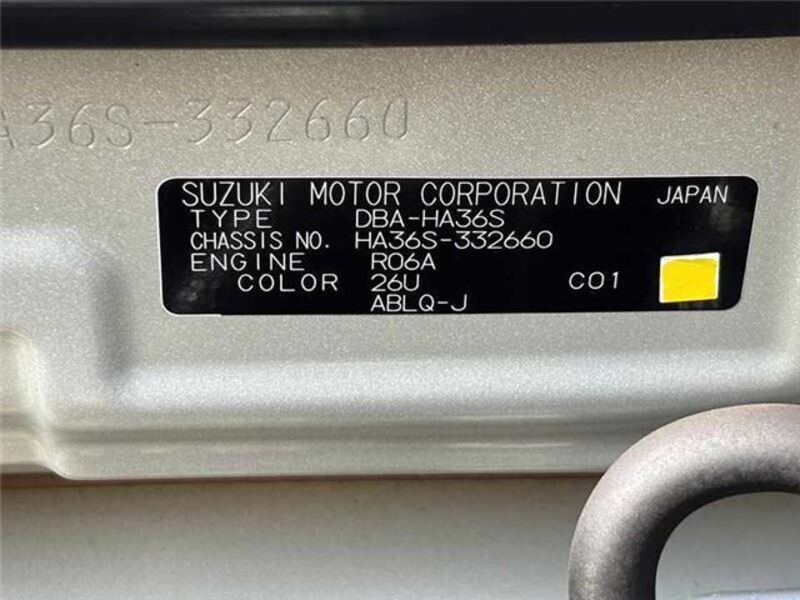 A36S-332660
SUZUKI MOTOR CORPORATION JAPAN
TYPE DBA-HA36S
CHASSIS NO. HA36S-332660
ENGINE R06A
COLOR 26U C01
ABLQ-J